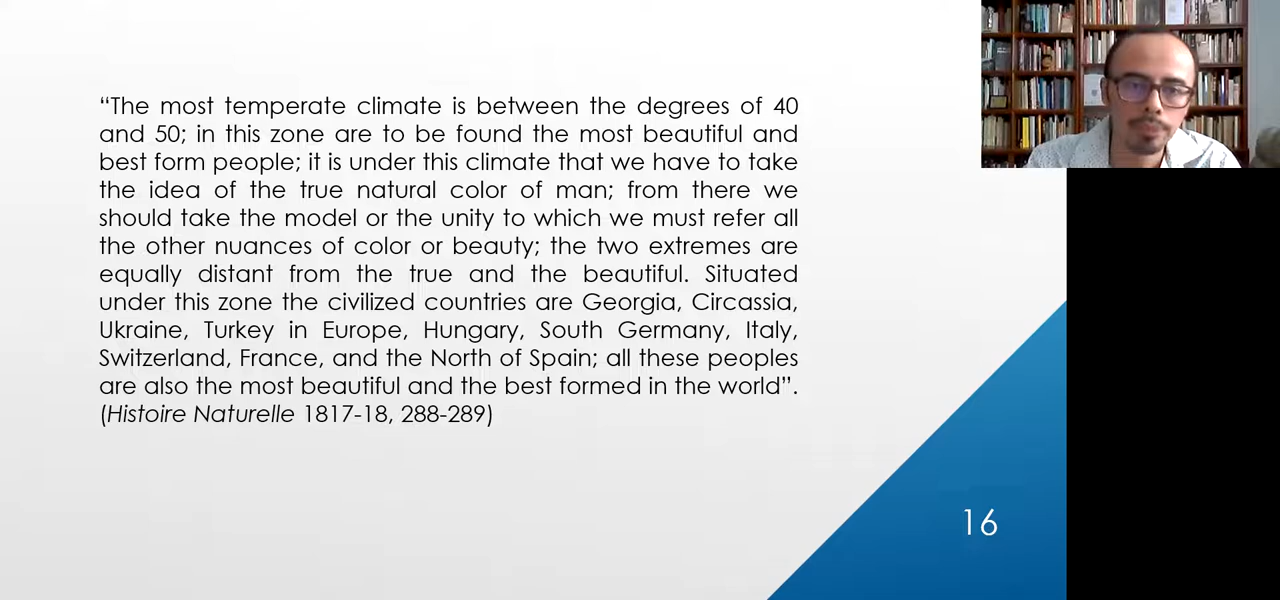 “The most temperate climate is between the degrees of 40
and 50; in this zone are to be found the most beautiful and
best form people; it is under this climate that we have to take
the idea of the true natural color of man; from there we
should take the model or the unity to which we must refer all
the other nuances of color or beauty; the two extremes are
equally distant from the true and the beautiful. Situated
under this zone the civilized countries are Georgia, Circassia,
Ukraine, Turkey in Europe, Hungary, South Germany, Italy,
Switzerland, France, and the North of Spain; all these peoples
are also the most beautiful and the best formed in the world”.
(Histoire Naturelle 1817-18, 288-289)
16